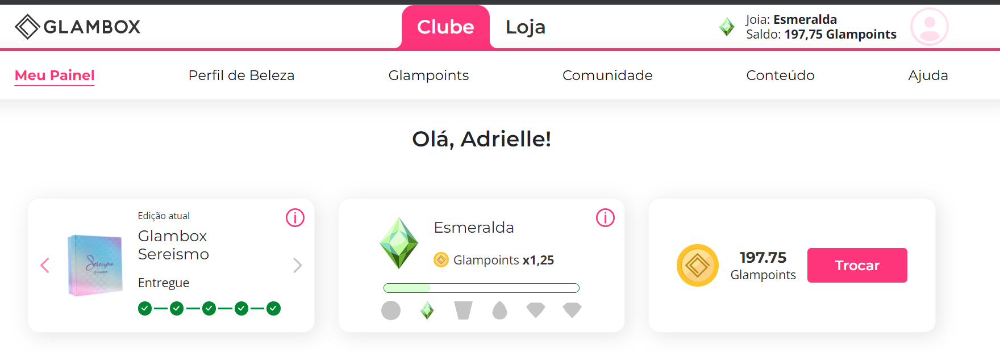 GLAMBOX
Clube
Loja
Joia: Esmeralda
Saldo: 197,75 Glampoints
Meu Painel
Perfil de Beleza
Glampoints
Comunidade
Conteúdo
Ajuda
Olá, Adrielle!
Edição atual
Glambox
Sereismo
Entregue
Sereismo
GLAMBOX
Esmeralda
Glampoints x1,25
197.75
Glampoints
Trocar